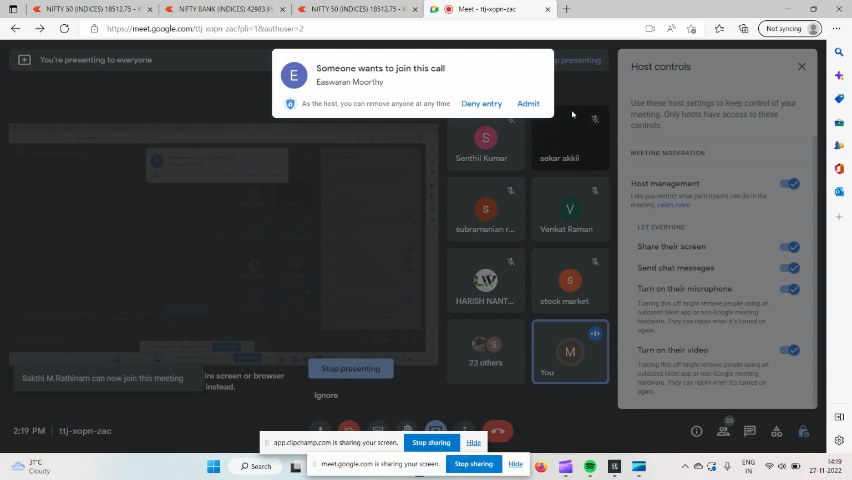 NIFTY 50 (INDICES) 18512.75 - K
NIFTY BANK (INDICES) 42983.95
NIFTY 50 (INDICES) 18512.75 - K
Meet - ttj-xopn-zac
https://meet.google.com/ttj-xopn-zac?pli=1&authuser=2
Not syncing
You're presenting to everyone
Someone wants to join this call
E
Easwaran Moorthy
As the host, you can remove anyone at any time
Deny entry
Admit
p presenting
Host controls
Use these host settings to keep control of your
meeting. Only hosts have access to these
controls.
MEETING MODERATION
Host management
Lets you restrict what participants can do in the
meeting. Learn more
LET EVERYONE
Share their screen
Send chat messages
Turn on their microphone
Turning this off might remove people using an
outdated Meet app or non-Google meeting
hardware. They can rejoin when it's turned on
again.
Turn on their video
Turning this off might remove people using an
outdated Meet app or non-Google meeting
hardware. They can rejoin when it's turned on
again.
S
Senthil Kumar
sekar akkil
S
subramanian r...
V
Venkat Raman
HARISH NANT...
S
stock market
S
23 others
M
You
Sakthi M.Rathinam can now join this meeting
ire screen or browser
instead.
Stop presenting
Ignore
2:19 PM
ttj-xopn-zac
app.clipchamp.com is sharing your screen.
Stop sharing
Hide
meet.google.com is sharing your screen.
Stop sharing
Hide
31°C
Cloudy
Search
ENG
IN
14:19
27-11-2022